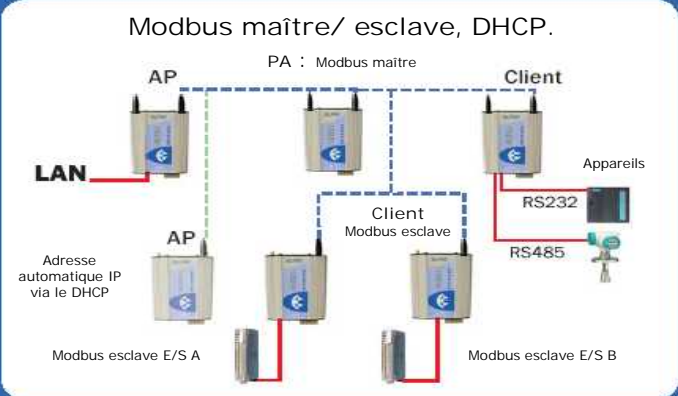 Modbus maître/ esclave, DHCP.
PA : Modbus maître
AP
Client
LAN
Appareils
RS232
Client
Modbus esclave
RS485
AP
Adresse
automatique IP
via le DHCP
Modbus esclave E/S A
Modbus esclave E/S B